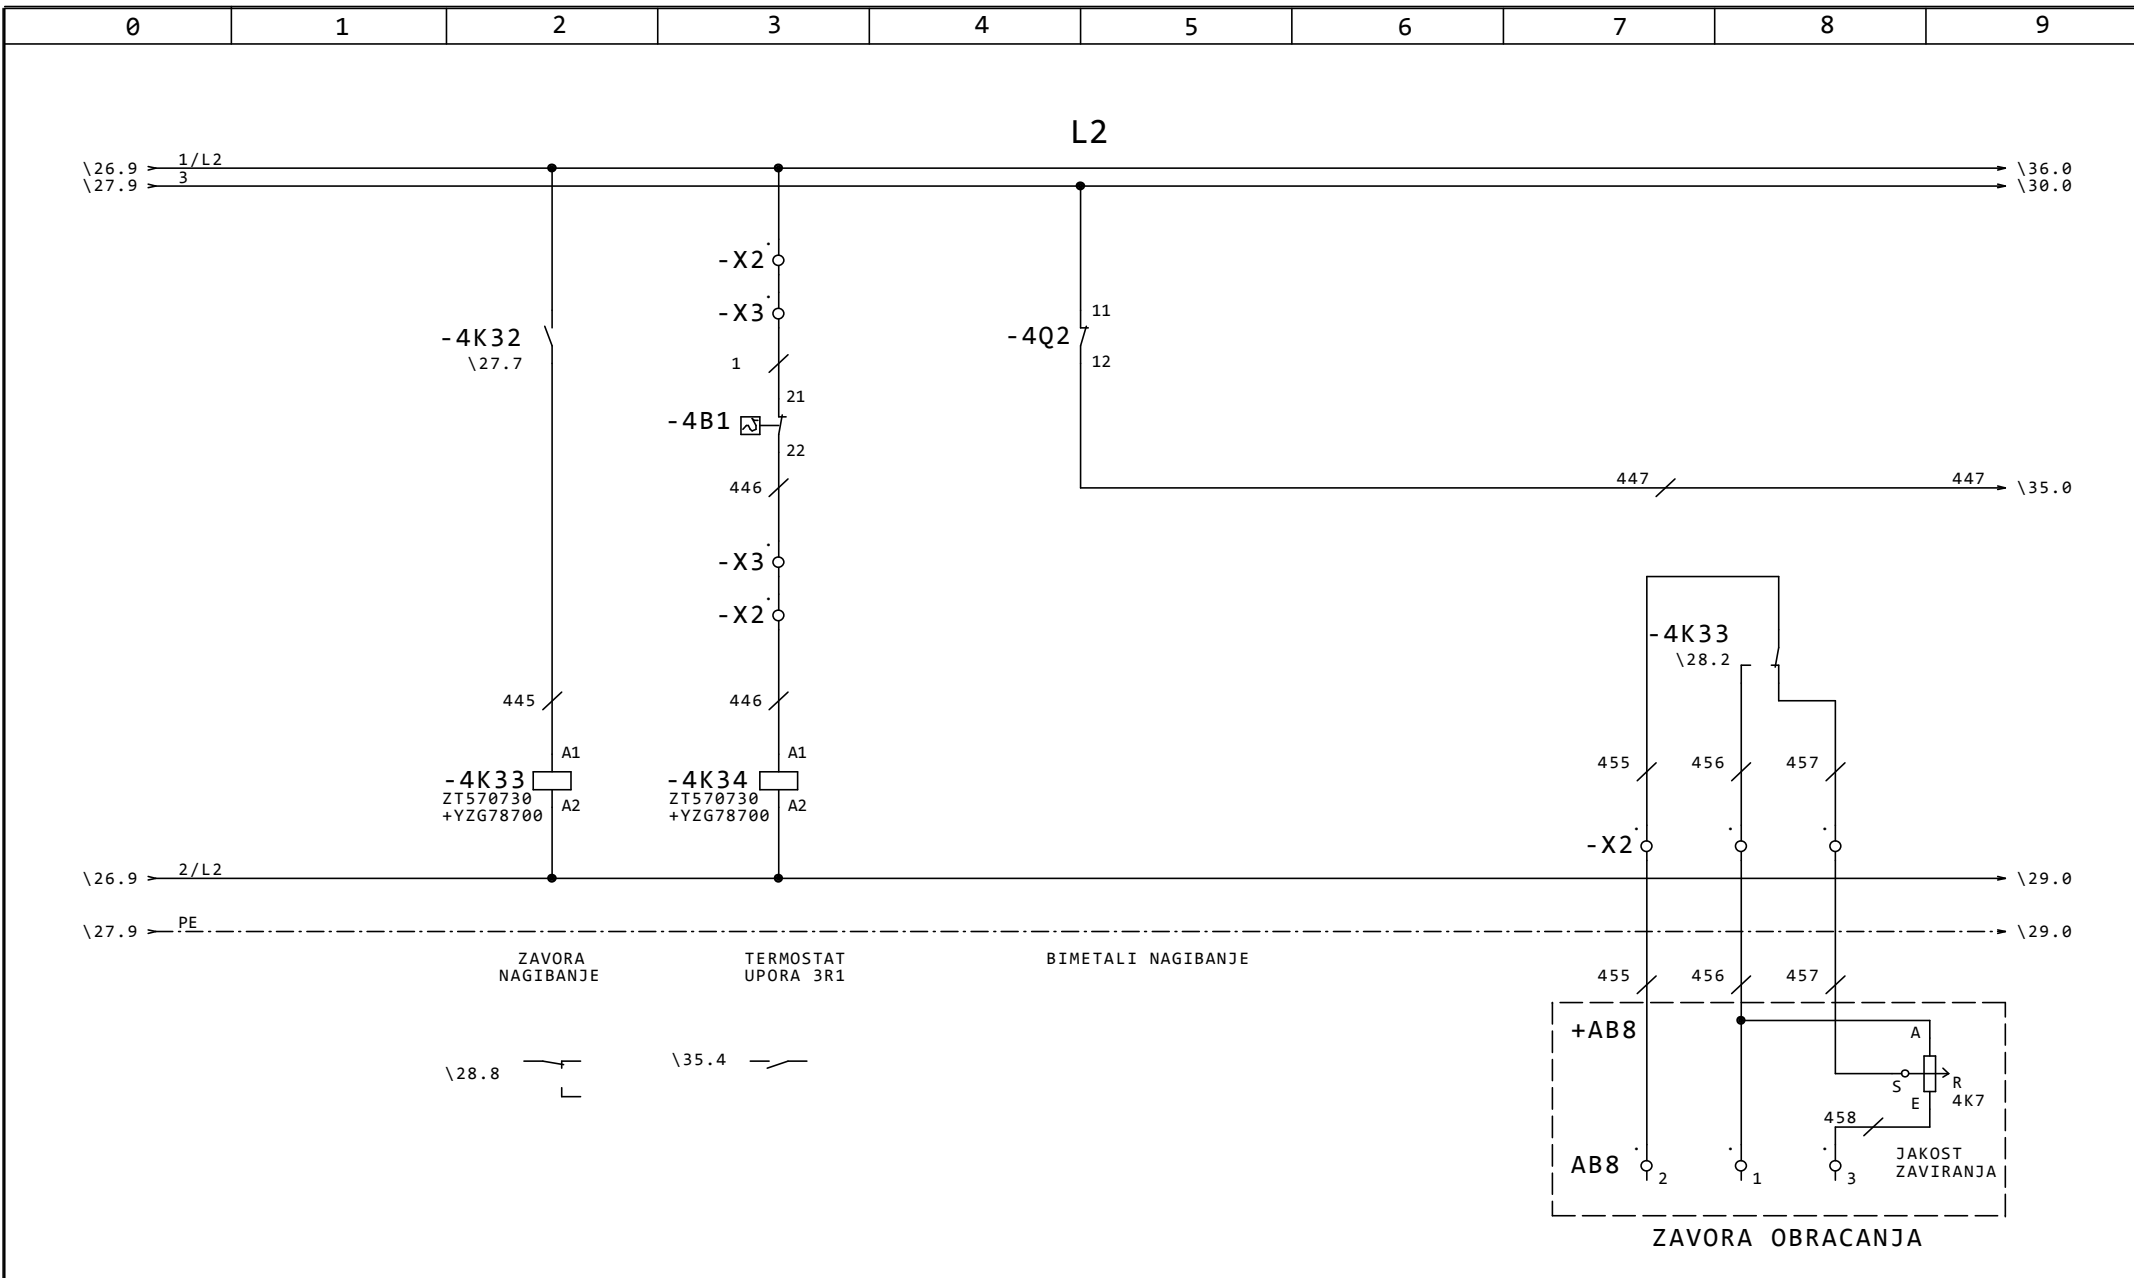 0 1 2 3 4 5 6 7 8 9
L2
\26.9 1/L2 \36.0
\27.9 3 \30.0
-X2
-X3
11
-4K32 -4Q2
\27.7 1 12
21
-4B1
22
446 447 447 \35.0
-X3
-X2
-4K33
\28.2
445 446
A1 A1 455 456 457
-4K33 -4K34
ZT570730 A2 ZT570730 A2
+YZG78700 +YZG78700
-X2
\26.9 2/L2 \29.0
\27.9 PE \29.0
ZAVORA TERMOSTAT BIMETALI NAGIBANJE
NAGIBANJE UPORA 3R1 455 456 457
+AB8 A
\28.8 \35.4
S R
E 4K7
458
JAKOST
AB8 2 1 3 ZAVIRANJA
ZAVORA OBRACANJA